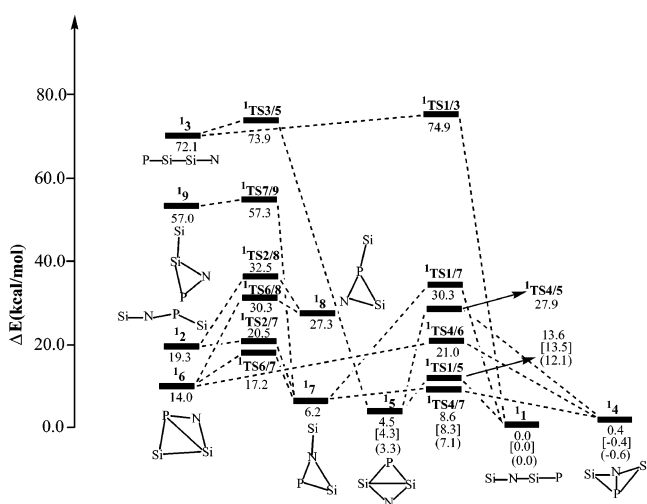 ΔE(kcal/mol)
80.0
60.0
40.0
20.0
0.0
¹3
72.1
P Si Si N
¹TS3/5
73.9
¹TS1/3
74.9
¹9
57.0
Si
Si
N
P
¹TS7/9
57.3
¹TS2/8
32.5
¹TS6/8
30.3
¹8
27.3
Si
P
N
Si
¹TS1/7
30.3
¹TS4/5
27.9
Si N P
Si
¹2
19.3
¹TS2/7
20.5
¹TS4/6
21.0
13.6
[13.5]
(12.1)
¹6
14.0
¹TS6/7
17.2
¹TS1/5
¹7
6.2
¹5
4.5
[4.3]
(3.3)
¹TS4/7
8.6
[8.3]
(7.1)
¹1
0.0
[0.0]
(0.0)
¹4
0.4
[-0.4]
(-0.6)
P N
Si Si
Si
N
P Si
P
Si Si
N
Si N Si P
Si N S
P